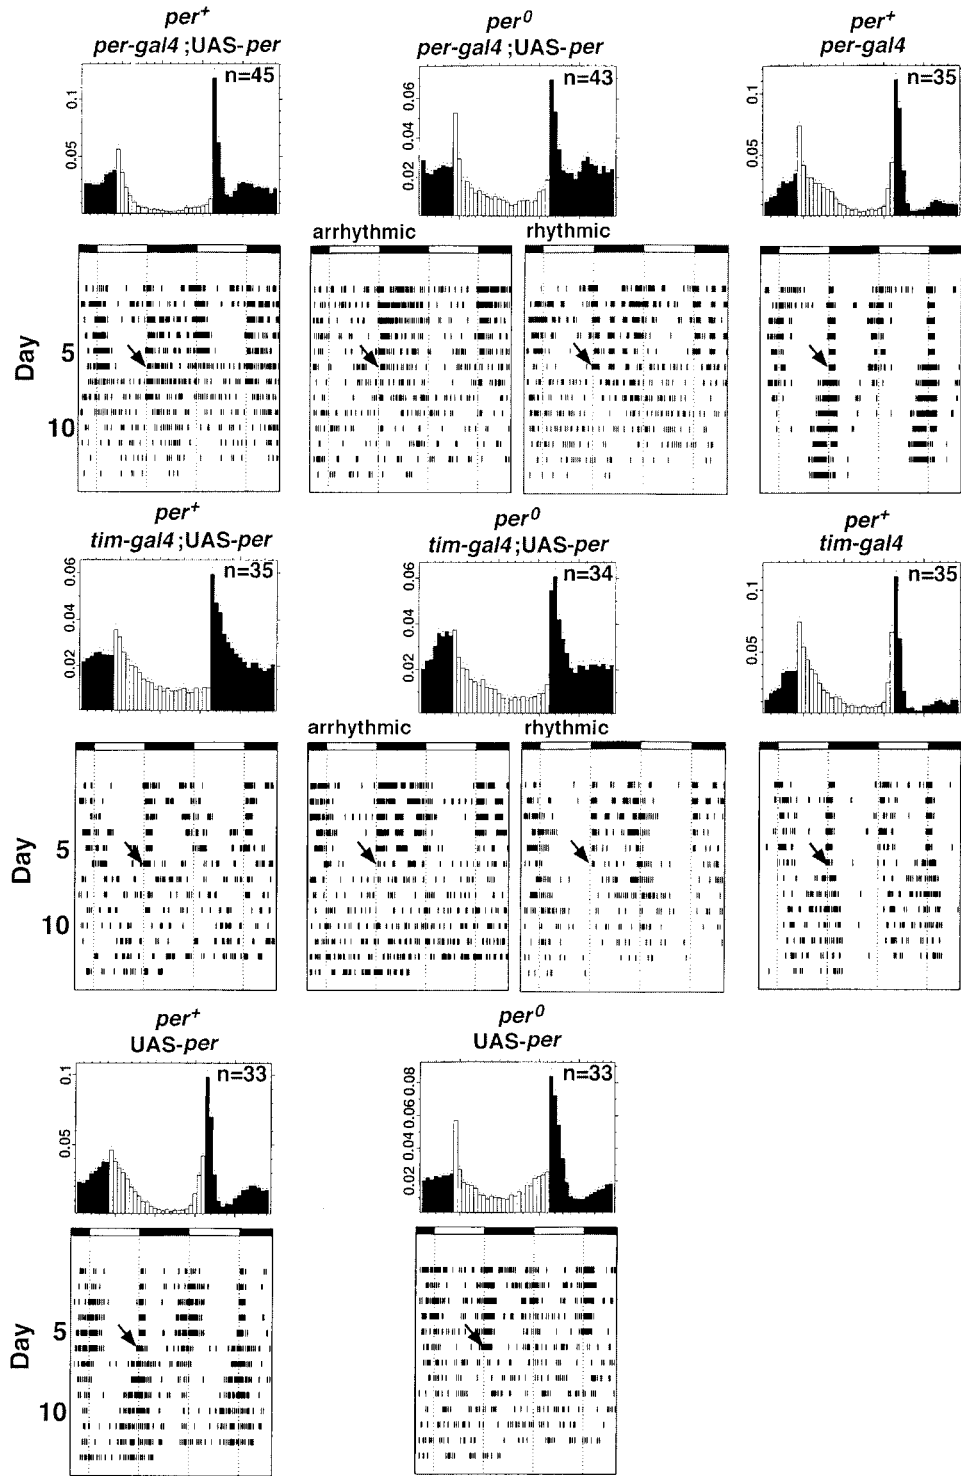 per⁺ per⁰ per⁺
per-gal4;UAS-per per-gal4;UAS-per per-gal4
n=45 n=43 n=35
0.1
0.05
0.06
0.04
0.02
0.1
0.05
arrhythmic rhythmic
Day
5
10
per⁺ per⁰ per⁺
tim-gal4;UAS-per tim-gal4;UAS-per tim-gal4
n=35 n=34 n=35
0.06
0.04
0.02
0.06
0.04
0.02
0.1
0.05
arrhythmic rhythmic
Day
5
10
per⁺ per⁰
UAS-per UAS-per
n=33 n=33
0.1
0.05
0.08
0.06
0.04
0.02
Day
5
10